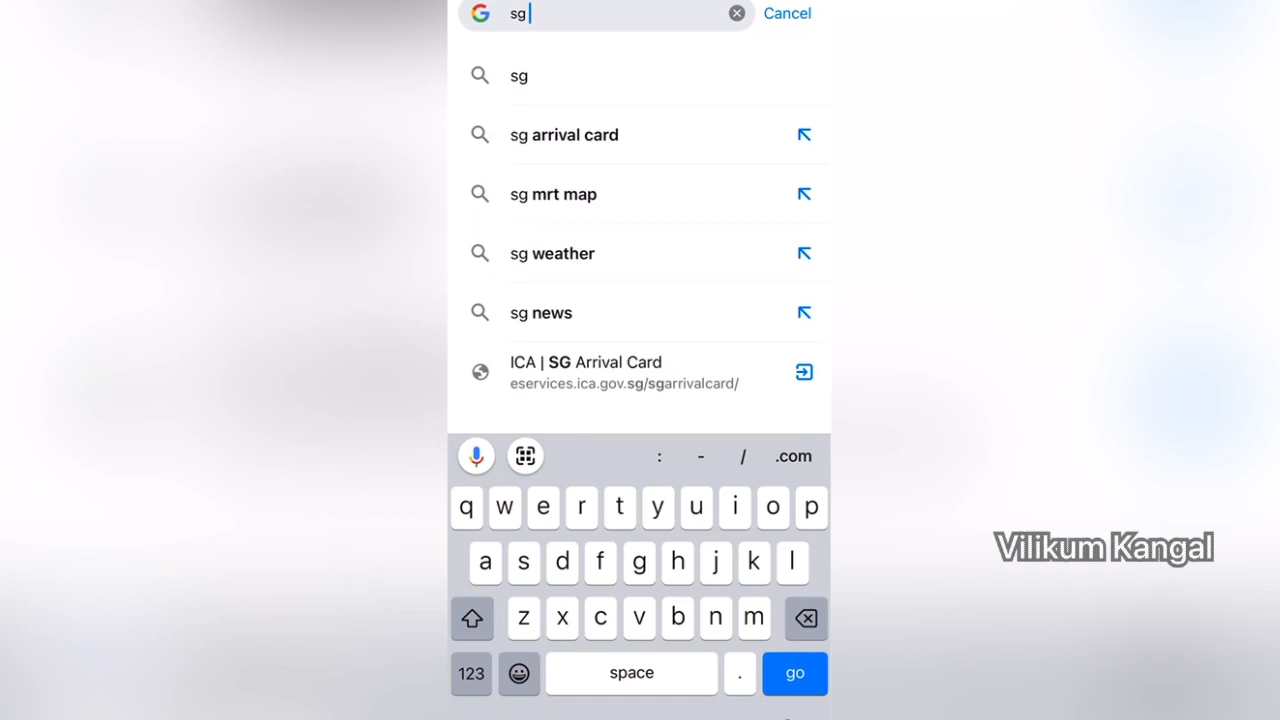 sg
Cancel
sg
sg arrival card
sg mrt map
sg weather
sg news
ICA | SG Arrival Card
eservices.ica.gov.sg/sgarrivalcard/
: - / .com
q w e r t y u i o p
a s d f g h j k l
z x c v b n m
123 space . go
Vilikum Kangal